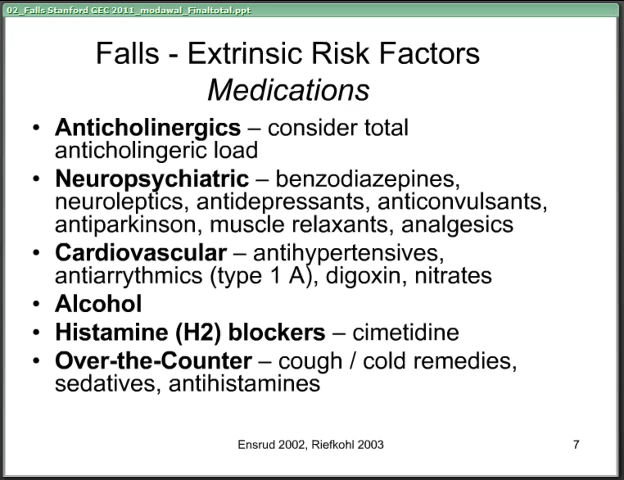 02_Falls Stanford GEC 2011_modawal_Finaltotal.ppt
Falls - Extrinsic Risk Factors
Medications
• Anticholinergics – consider total
anticholingeric load
• Neuropsychiatric – benzodiazepines,
neuroleptics, antidepressants, anticonvulsants,
antiparkinson, muscle relaxants, analgesics
• Cardiovascular – antihypertensives,
antiarrythmics (type 1 A), digoxin, nitrates
• Alcohol
• Histamine (H2) blockers – cimetidine
• Over-the-Counter – cough / cold remedies,
sedatives, antihistamines
Ensrud 2002, Riefkohl 2003
7